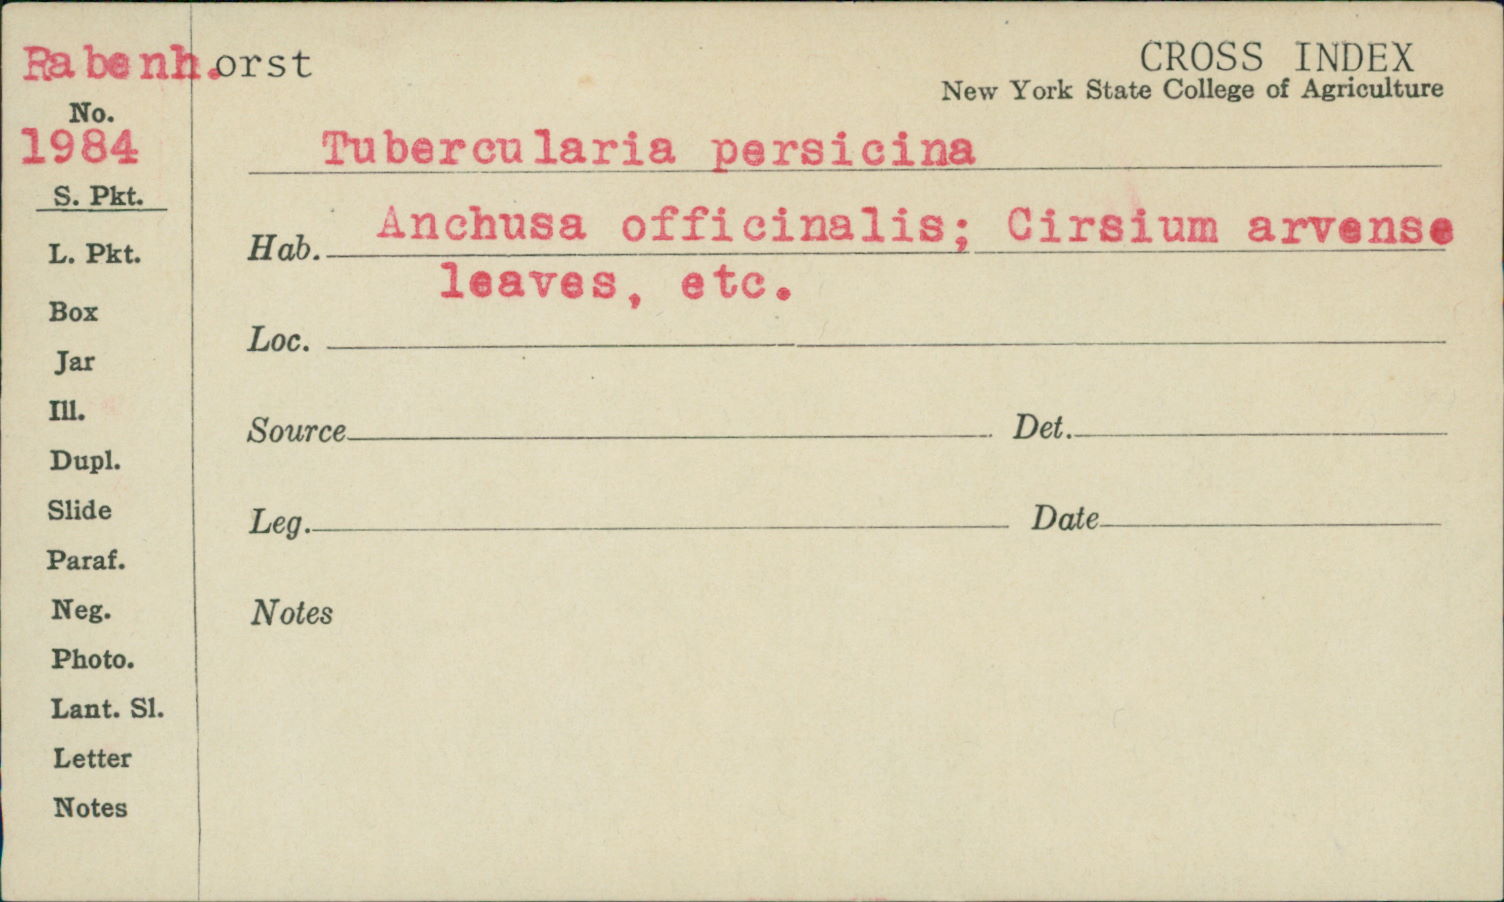 Rabenh.orst
CROSS INDEX
New York State College of Agriculture
No.
1984
Tubercularia persicina
S. Pkt.
Hab. Anchusa officinalis; Cirsium arvense
leaves, etc.
L. Pkt.
Box
Loc.
Jar
Ill.
Source Det.
Dupl.
Slide
Leg. Date
Paraf.
Neg.
Notes
Photo.
Lant. Sl.
Letter
Notes